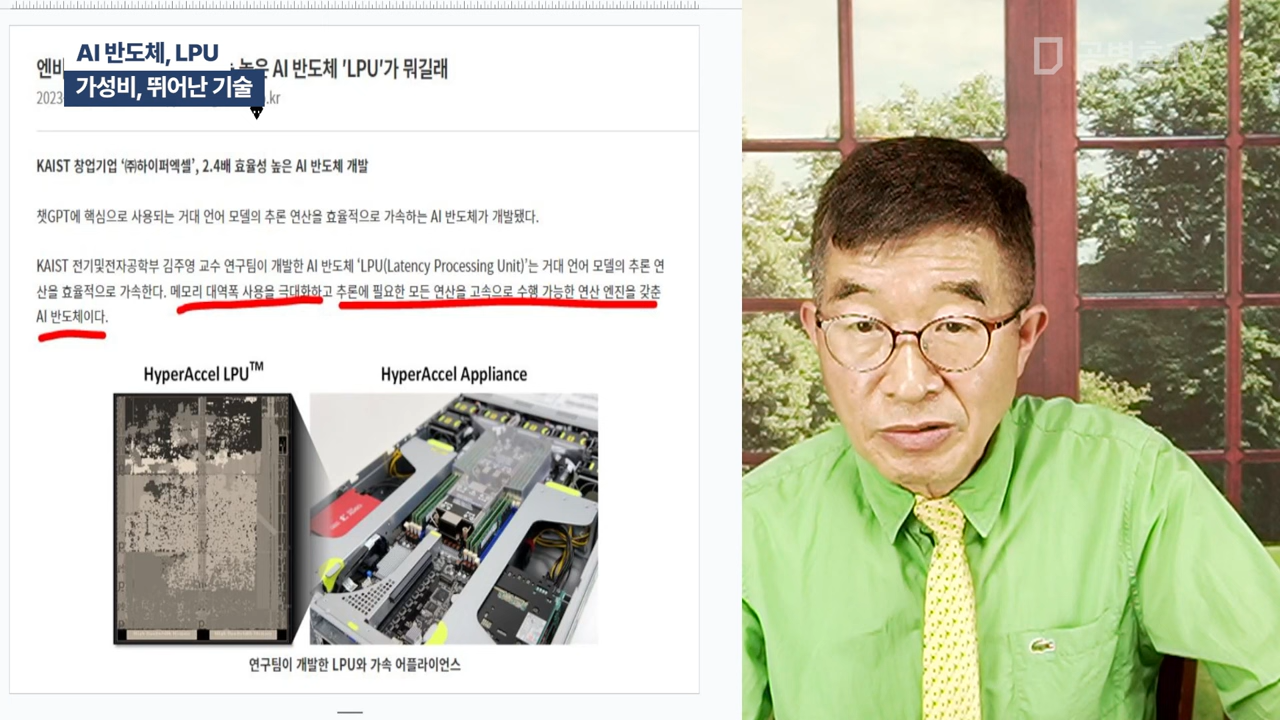 AI 반도체, LPU
가성비, 뛰어난 기술
높은 AI 반도체 'LPU'가 뭐길래
2023
.kr
KAIST 창업기업 ‘㈜하이퍼엑셀’, 2.4배 효율성 높은 AI 반도체 개발
챗GPT에 핵심으로 사용되는 거대 언어 모델의 추론 연산을 효율적으로 가속하는 AI 반도체가 개발됐다.
KAIST 전기및전자공학부 김주영 교수 연구팀이 개발한 AI 반도체 ‘LPU(Latency Processing Unit)’는 거대 언어 모델의 추론 연
산을 효율적으로 가속한다. 메모리 대역폭 사용을 극대화하고 추론에 필요한 모든 연산을 고속으로 수행 가능한 연산 엔진을 갖춘
AI 반도체이다.
HyperAccel LPU™
HyperAccel Appliance
연구팀이 개발한 LPU와 가속 어플라이언스